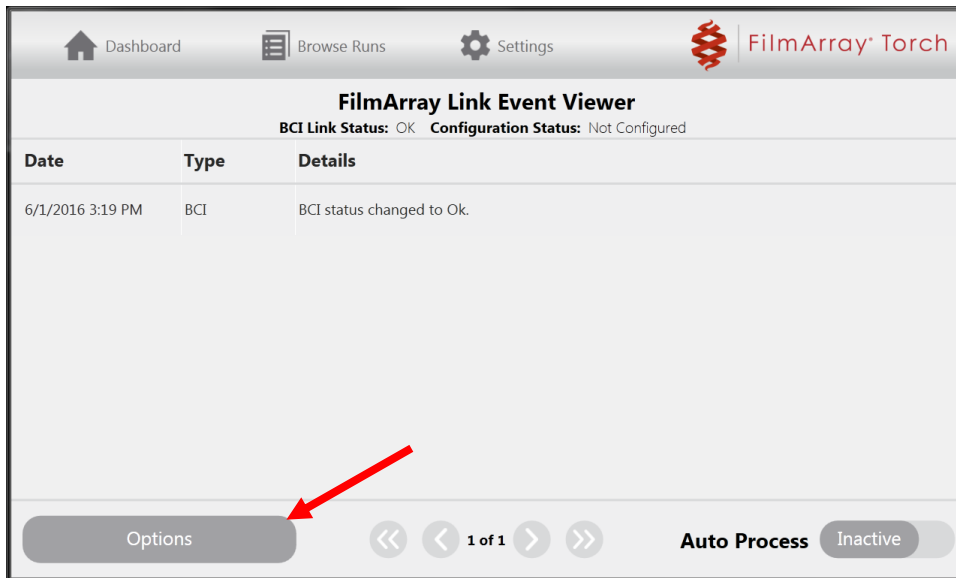 Dashboard Browse Runs Settings FilmArray® Torch
FilmArray Link Event Viewer
BCI Link Status: OK Configuration Status: Not Configured
Date Type Details
6/1/2016 3:19 PM BCI BCI status changed to Ok.
Options 1 of 1 Auto Process Inactive